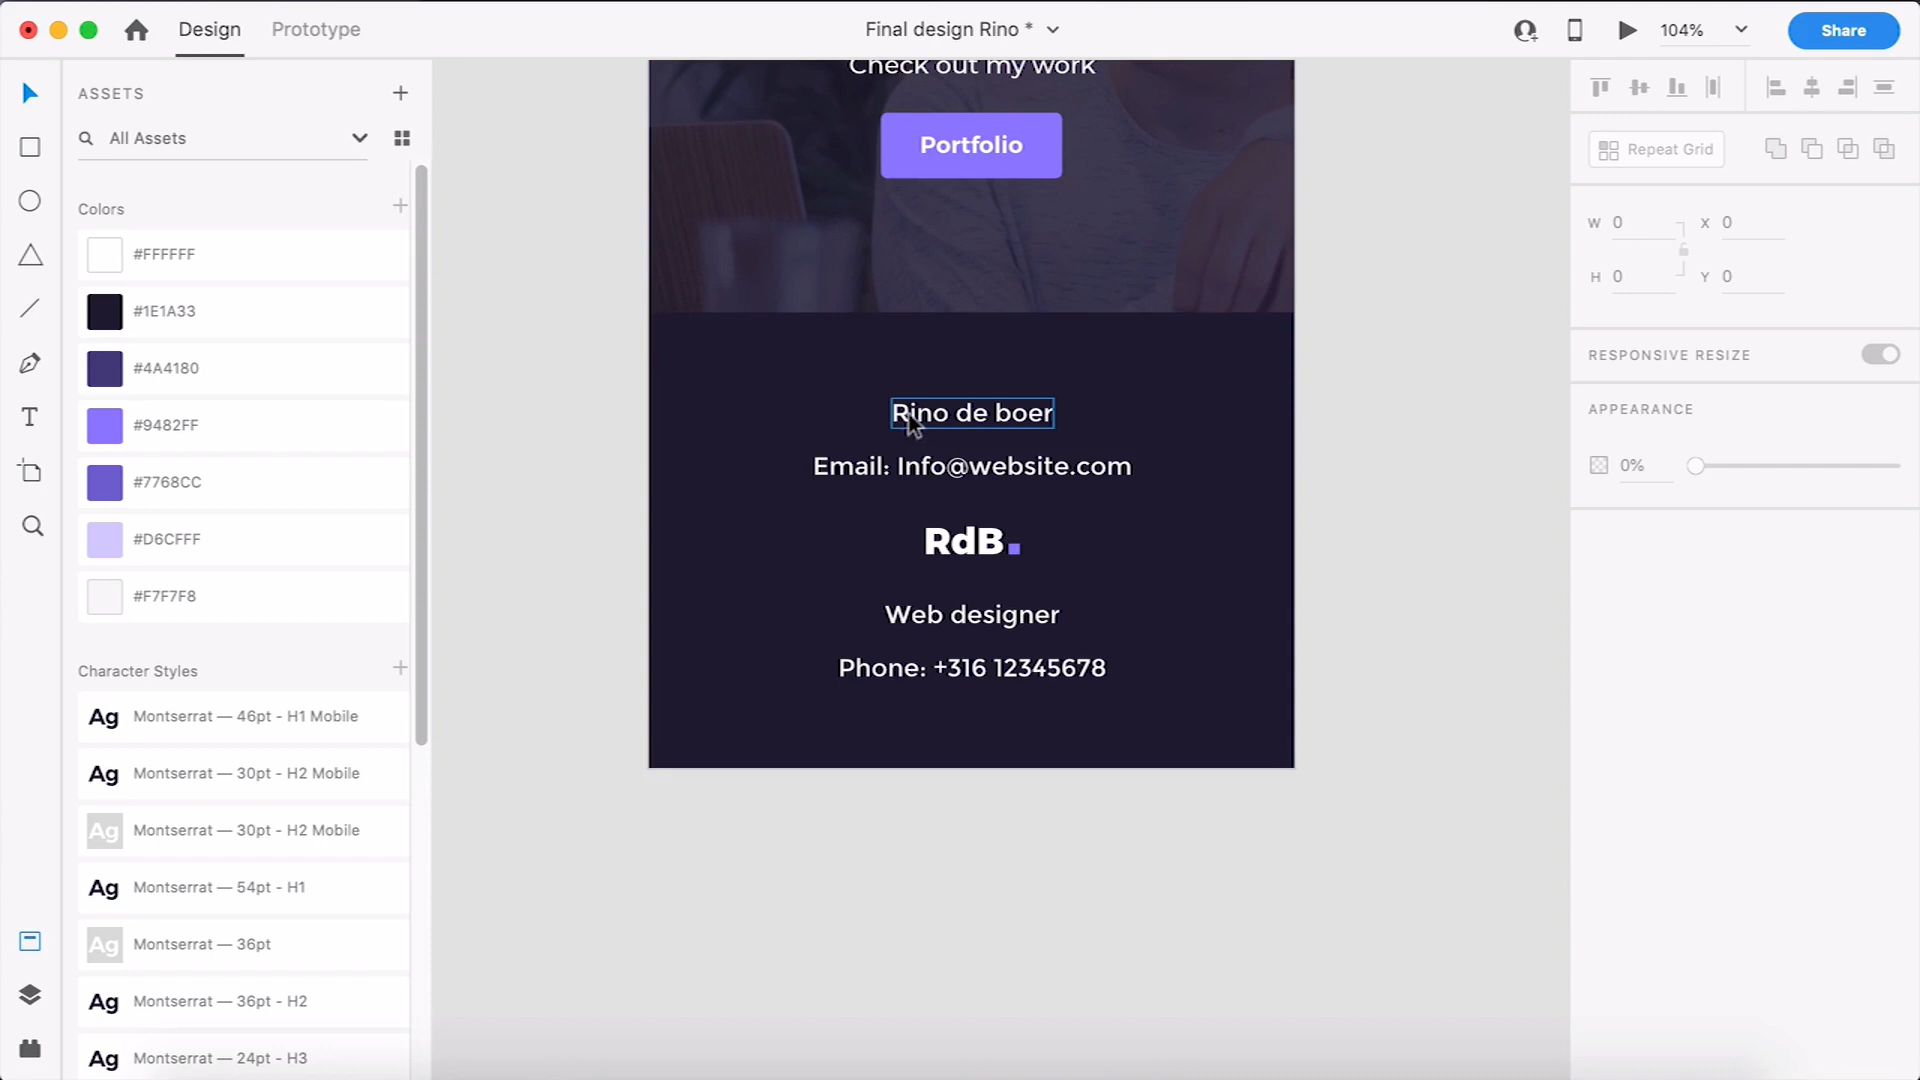 Design
Prototype
Final design Rino *
104%
Share
ASSETS
All Assets
Colors
#FFFFFF
#1E1A33
#4A4180
#9482FF
#7768CC
#D6CFFF
#F7F7F8
Character Styles
Ag Montserrat — 46pt - H1 Mobile
Ag Montserrat — 30pt - H2 Mobile
Ag Montserrat — 30pt - H2 Mobile
Ag Montserrat — 54pt - H1
Ag Montserrat — 36pt
Ag Montserrat — 36pt - H2
Ag Montserrat — 24pt - H3
Check out my work
Portfolio
Rino de boer
Email: Info@website.com
RdB.
Web designer
Phone: +316 12345678
Repeat Grid
W 0 X 0
H 0 Y 0
RESPONSIVE RESIZE
APPEARANCE
0%